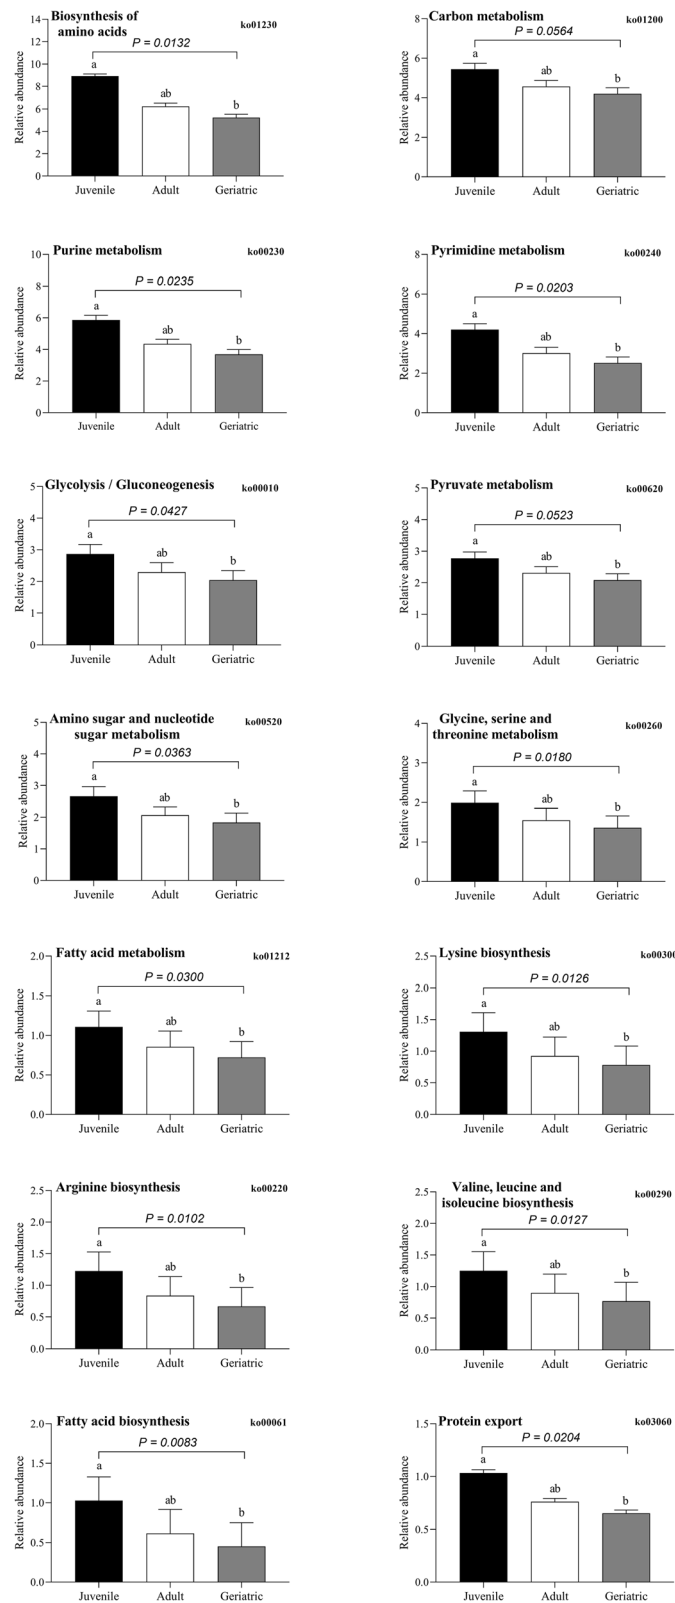 Biosynthesis of
amino acids
ko01230
P = 0.0132
Relative abundance
14
10
8
6
4
2
0
a
ab
b
Juvenile
Adult
Geriatric
Carbon metabolism
ko01200
P = 0.0564
Relative abundance
8
6
4
2
0
a
ab
b
Juvenile
Adult
Geriatric
Purine metabolism
ko00230
P = 0.0235
Relative abundance
10
8
6
4
2
0
a
ab
b
Juvenile
Adult
Geriatric
Pyrimidine metabolism
ko00240
P = 0.0203
Relative abundance
8
6
4
2
0
a
ab
b
Juvenile
Adult
Geriatric
Glycolysis / Gluconeogenesis
ko00010
P = 0.0427
Relative abundance
5
4
3
2
1
0
a
ab
b
Juvenile
Adult
Geriatric
Pyruvate metabolism
ko00620
P = 0.0523
Relative abundance
5
4
3
2
1
0
a
ab
b
Juvenile
Adult
Geriatric
Amino sugar and nucleotide
sugar metabolism
ko00520
P = 0.0363
Relative abundance
5
4
3
2
1
0
a
ab
b
Juvenile
Adult
Geriatric
Glycine, serine and
threonine metabolism
ko00260
P = 0.0180
Relative abundance
4
3
2
1
0
a
ab
b
Juvenile
Adult
Geriatric
Fatty acid metabolism
ko01212
P = 0.0300
Relative abundance
2.0
1.5
1.0
0.5
0.0
a
ab
b
Juvenile
Adult
Geriatric
Lysine biosynthesis
ko00300
P = 0.0126
Relative abundance
2.5
2.0
1.5
1.0
0.5
0.0
a
ab
b
Juvenile
Adult
Geriatric
Arginine biosynthesis
ko00220
P = 0.0102
Relative abundance
2.5
2.0
1.5
1.0
0.5
0.0
a
ab
b
Juvenile
Adult
Geriatric
Valine, leucine and
isoleucine biosynthesis
ko00290
P = 0.0127
Relative abundance
2.5
2.0
1.5
1.0
0.5
0.0
a
ab
b
Juvenile
Adult
Geriatric
Fatty acid biosynthesis
ko00061
P = 0.0083
Relative abundance
2.0
1.5
1.0
0.5
0.0
a
ab
b
Juvenile
Adult
Geriatric
Protein export
ko03060
P = 0.0204
Relative abundance
1.5
1.0
0.5
0.0
a
ab
b
Juvenile
Adult
Geriatric